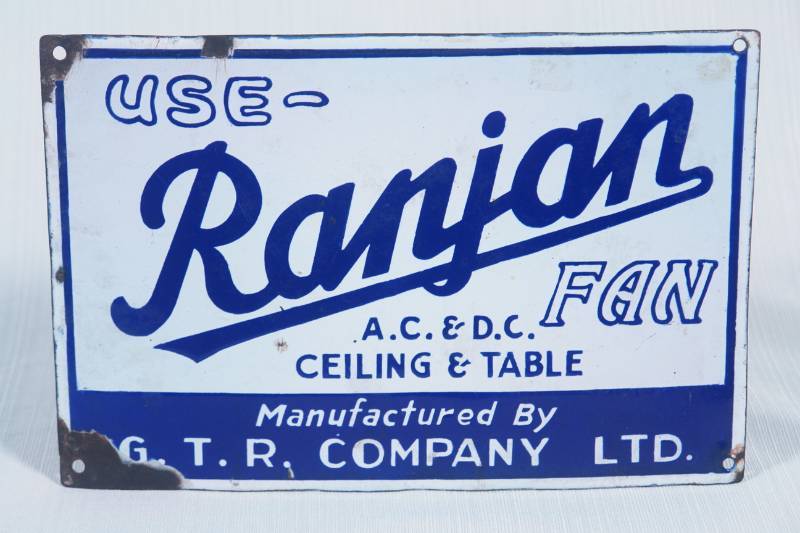 USE-
Ranjan
FAN
A.C. & D.C.
CEILING & TABLE
Manufactured By
G. T. R. COMPANY LTD.